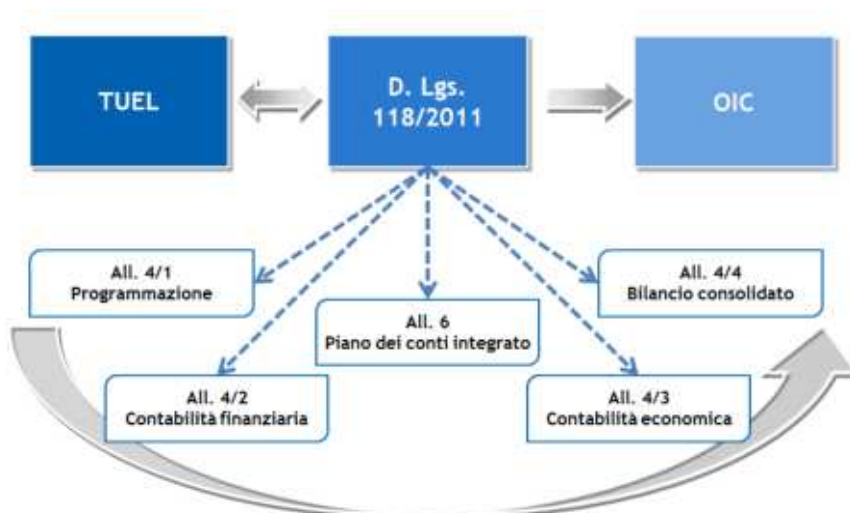 TUEL
D. Lgs.
118/2011
OIC
All. 4/1
Programmazione
All. 4/4
Bilancio consolidato
All. 6
Piano dei conti integrato
All. 4/2
Contabilità finanziaria
All. 4/3
Contabilità economica